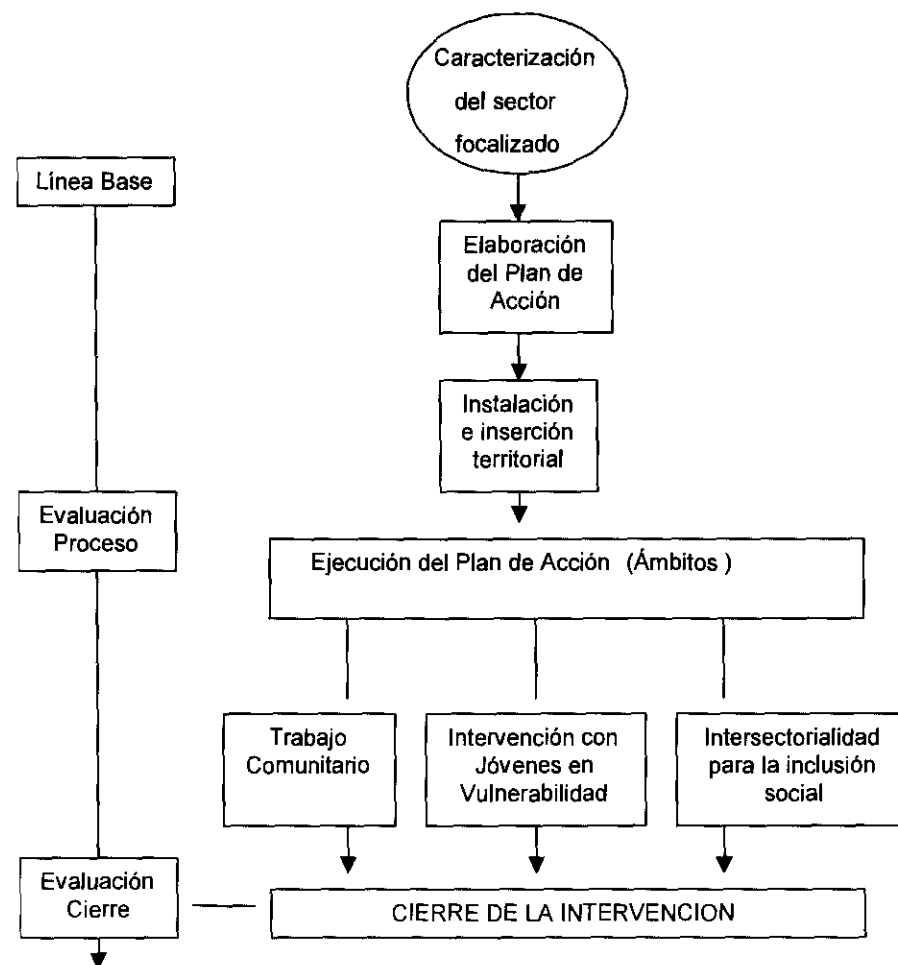 Caracterización
del sector
focalizado
Línea Base
Elaboración
del Plan de
Acción
Instalación
e inserción
territorial
Evaluación
Proceso
Ejecución del Plan de Acción (Ámbitos )
Trabajo
Comunitario
Intervención con
Jóvenes en
Vulnerabilidad
Intersectorialidad
para la inclusión
social
Evaluación
Cierre
CIERRE DE LA INTERVENCION